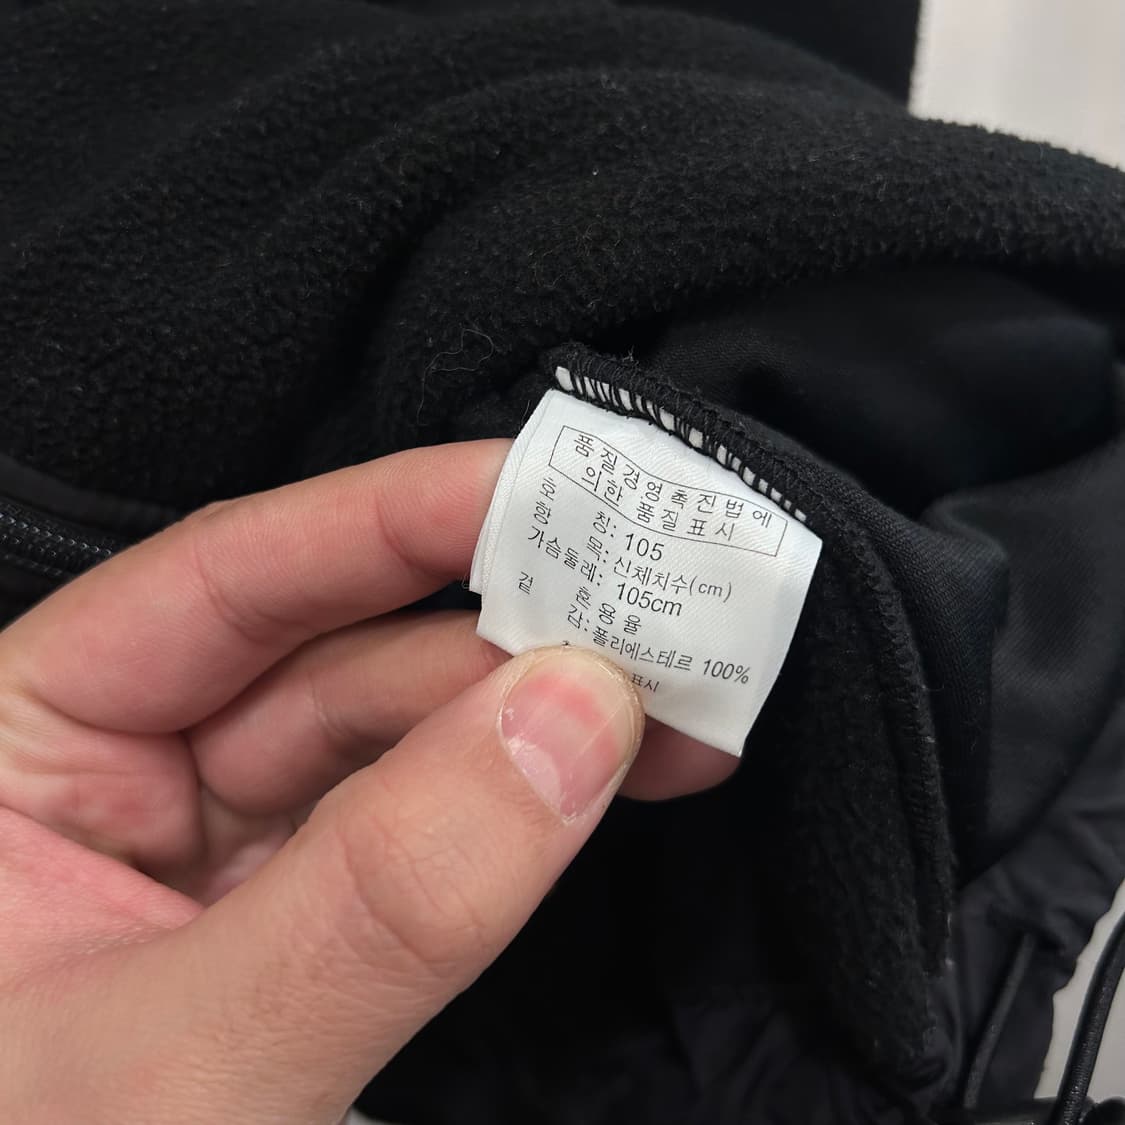 품질경영촉진법에
의한 품질표시
호 칭: 105
항 목: 신체치수(cm)
가슴둘레: 105cm
혼용율
겉 감: 폴리에스테르 100%
표시